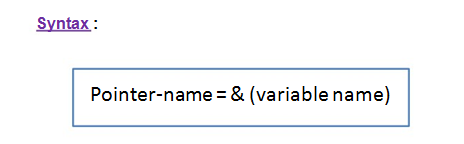 Syntax :
Pointer-name = & (variable name)